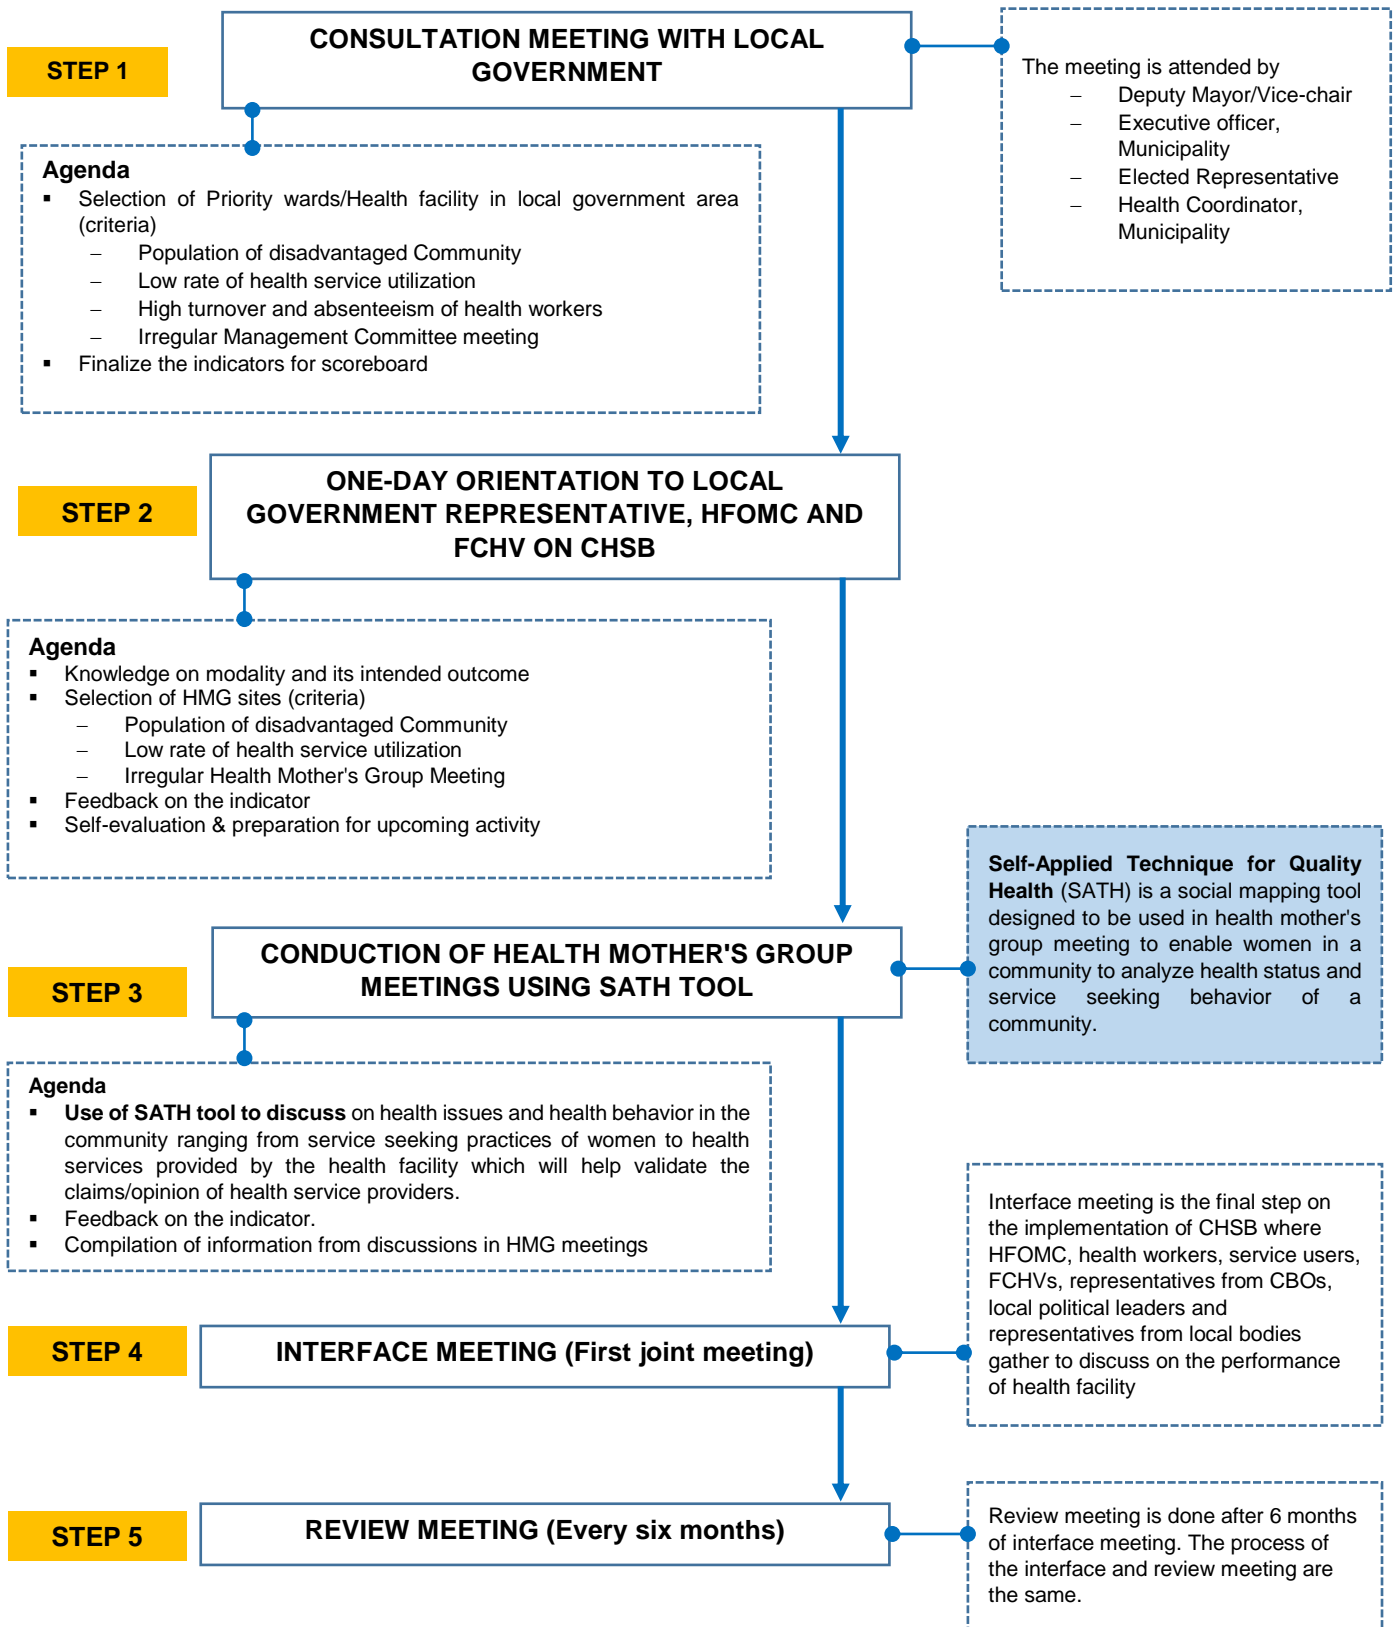 STEP 1
CONSULTATION MEETING WITH LOCAL
GOVERNMENT
The meeting is attended by
– Deputy Mayor/Vice-chair
– Executive officer,
Municipality
– Elected Representative
– Health Coordinator,
Municipality
Agenda
▪ Selection of Priority wards/Health facility in local government area
(criteria)
– Population of disadvantaged Community
– Low rate of health service utilization
– High turnover and absenteeism of health workers
– Irregular Management Committee meeting
▪ Finalize the indicators for scoreboard
STEP 2
ONE-DAY ORIENTATION TO LOCAL
GOVERNMENT REPRESENTATIVE, HFOMC AND
FCHV ON CHSB
Agenda
▪ Knowledge on modality and its intended outcome
▪ Selection of HMG sites (criteria)
– Population of disadvantaged Community
– Low rate of health service utilization
– Irregular Health Mother's Group Meeting
▪ Feedback on the indicator
▪ Self-evaluation & preparation for upcoming activity
STEP 3
CONDUCTION OF HEALTH MOTHER'S GROUP
MEETINGS USING SATH TOOL
Self-Applied Technique for Quality
Health (SATH) is a social mapping tool
designed to be used in health mother's
group meeting to enable women in a
community to analyze health status and
service seeking behavior of a
community.
Agenda
▪ Use of SATH tool to discuss on health issues and health behavior in the
community ranging from service seeking practices of women to health
services provided by the health facility which will help validate the
claims/opinion of health service providers.
▪ Feedback on the indicator.
▪ Compilation of information from discussions in HMG meetings
STEP 4
INTERFACE MEETING (First joint meeting)
Interface meeting is the final step on
the implementation of CHSB where
HFOMC, health workers, service users,
FCHVs, representatives from CBOs,
local political leaders and
representatives from local bodies
gather to discuss on the performance
of health facility
STEP 5
REVIEW MEETING (Every six months)
Review meeting is done after 6 months
of interface meeting. The process of
the interface and review meeting are
the same.